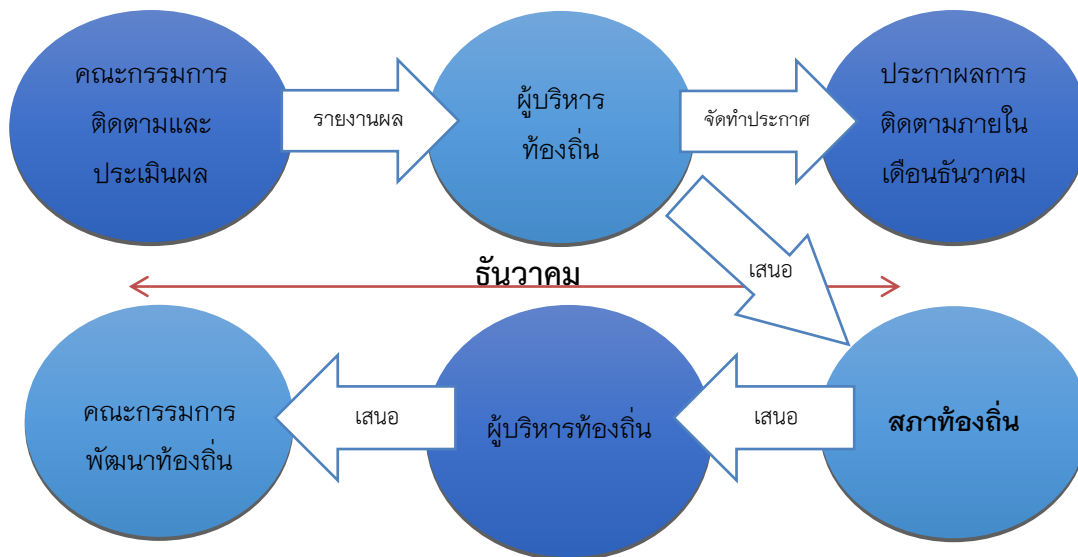 คณะกรรมการ
ติดตามและ
ประเมินผล
รายงานผล
ผู้บริหาร
ท้องถิ่น
จัดทำประกาศ
ประกาผลการ
ติดตามภายใน
เดือนธันวาคม
เสนอ
ธันวาคม
คณะกรรมการ
พัฒนาท้องถิ่น
เสนอ
ผู้บริหารท้องถิ่น
เสนอ
สภาท้องถิ่น